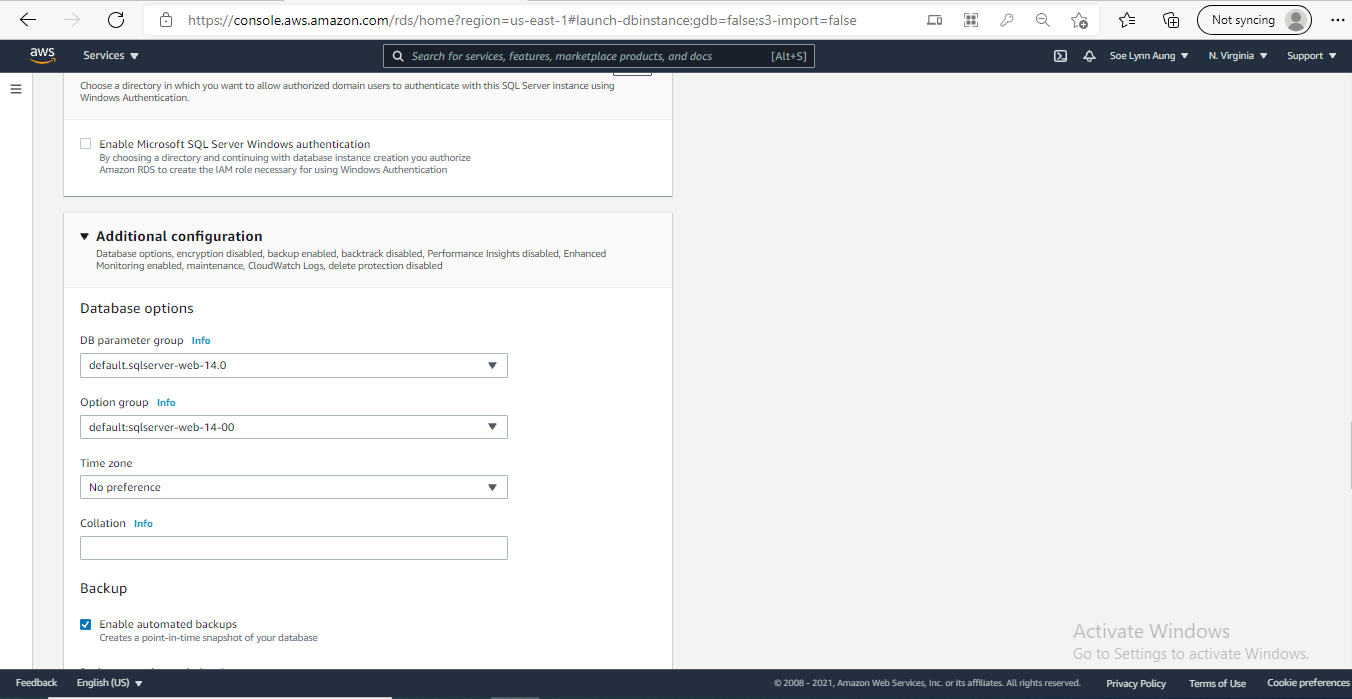 https://console.aws.amazon.com/rds/home?region=us-east-1#launch-dbinstance:gdb=false;s3-import=false
Not syncing
aws
Services
Search for services, features, marketplace products, and docs [Alt+S]
Soe Lynn Aung
N. Virginia
Support
Choose a directory in which you want to allow authorized domain users to authenticate with this SQL Server instance using
Windows Authentication.
Enable Microsoft SQL Server Windows authentication
By choosing a directory and continuing with database instance creation you authorize
Amazon RDS to create the IAM role necessary for using Windows Authentication
Additional configuration
Database options, encryption disabled, backup enabled, backtrack disabled, Performance Insights disabled, Enhanced
Monitoring enabled, maintenance, CloudWatch Logs, delete protection disabled
Database options
DB parameter group Info
default.sqlserver-web-14.0
Option group Info
default:sqlserver-web-14-00
Time zone
No preference
Collation Info
Backup
Enable automated backups
Creates a point-in-time snapshot of your database
Activate Windows
Go to Settings to activate Windows.
Feedback
English (US)
© 2008 - 2021, Amazon Web Services, Inc. or its affiliates. All rights reserved.
Privacy Policy
Terms of Use
Cookie preferences